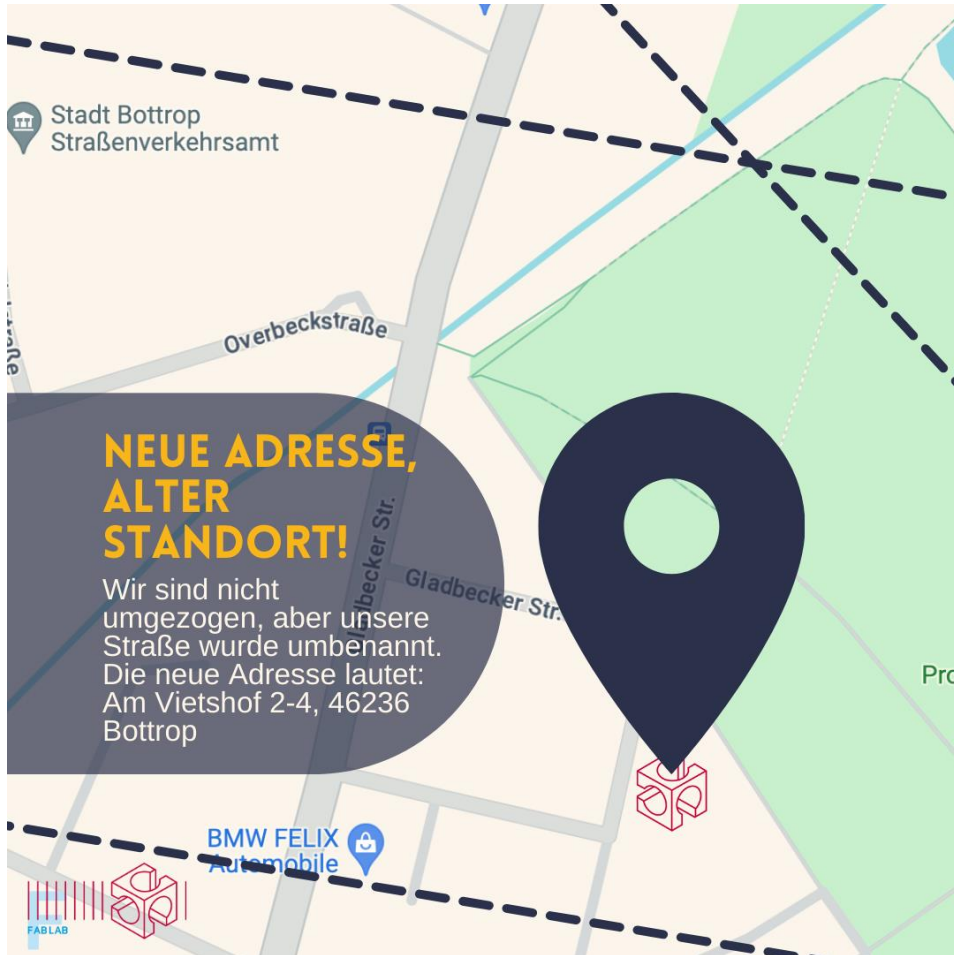 Stadt Bottrop
Straßenverkehrsamt
Overbeckstraße
NEUE ADRESSE,
ALTER
STANDORT!
Wir sind nicht
umgezogen, aber unsere
Straße wurde umbenannt.
Die neue Adresse lautet:
Am Vietshof 2-4, 46236
Bottrop
Gladbecker Str.
Gladbecker Str.
Pro
BMW FELIX
Automobile
FABLAB